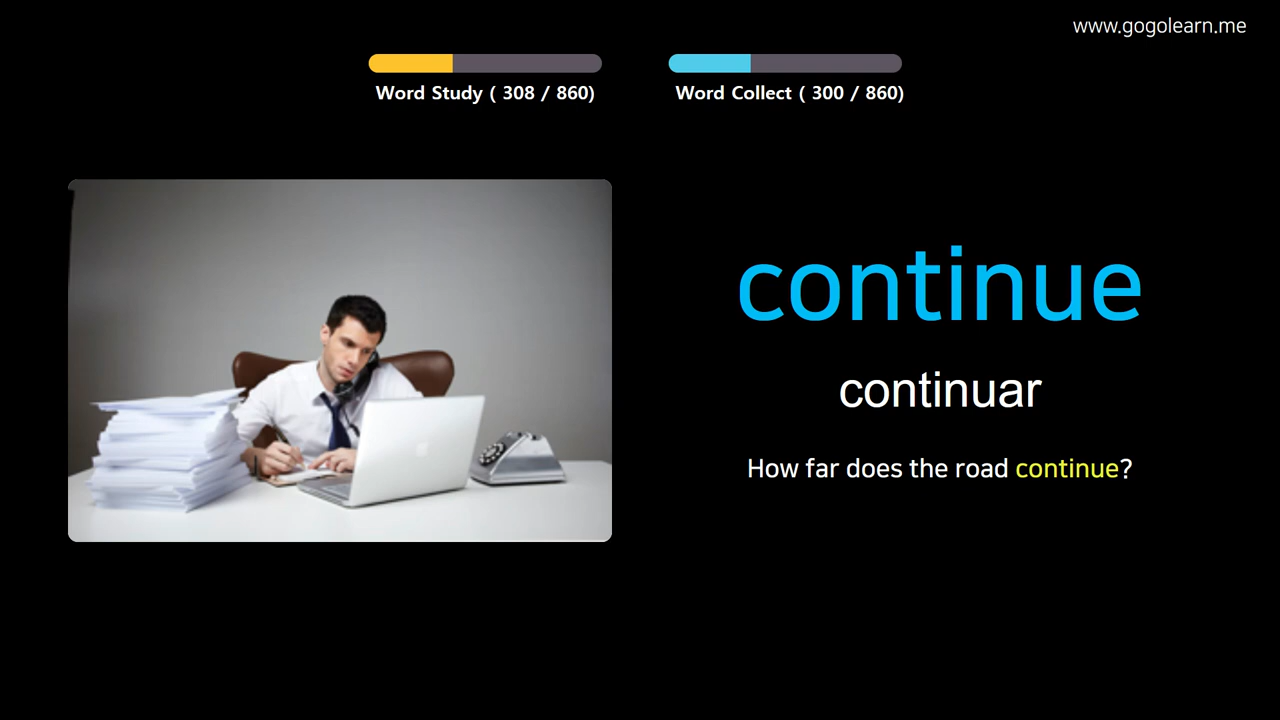 www.gogolearn.me
Word Study ( 308 / 860)
Word Collect ( 300 / 860)
continue
continuar
How far does the road continue?